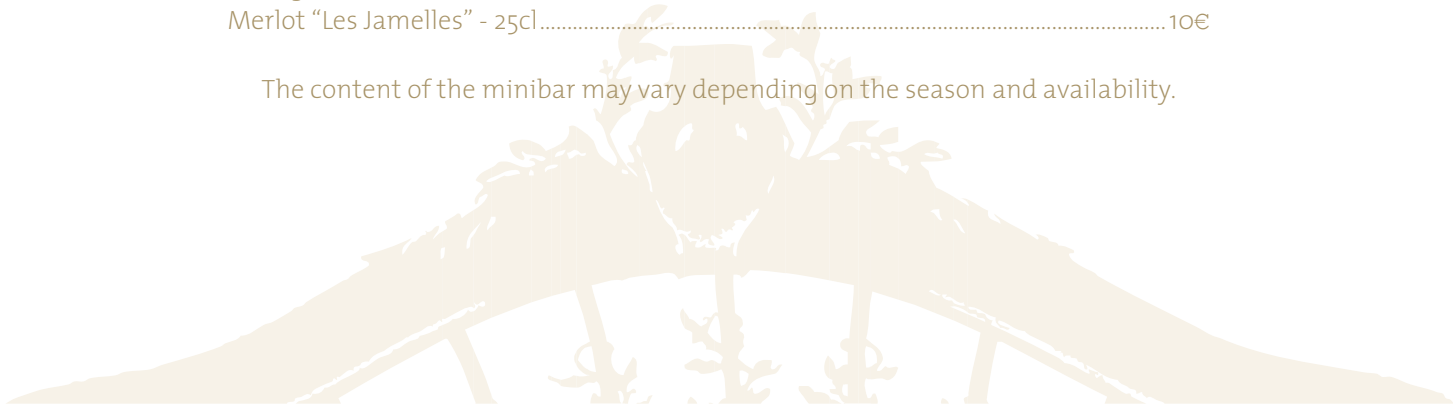 Merlot “Les Jamelles” - 25cl......................................................................................................................10€
The content of the minibar may vary depending on the season and availability.